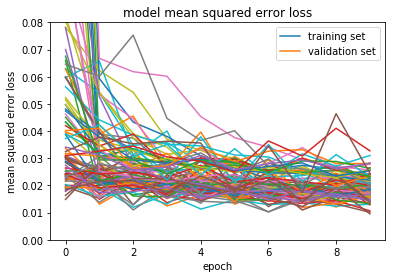 model mean squared error loss
training set
validation set
mean squared error loss
0.08
0.07
0.06
0.05
0.04
0.03
0.02
0.01
0.00
0 2 4 6 8
epoch